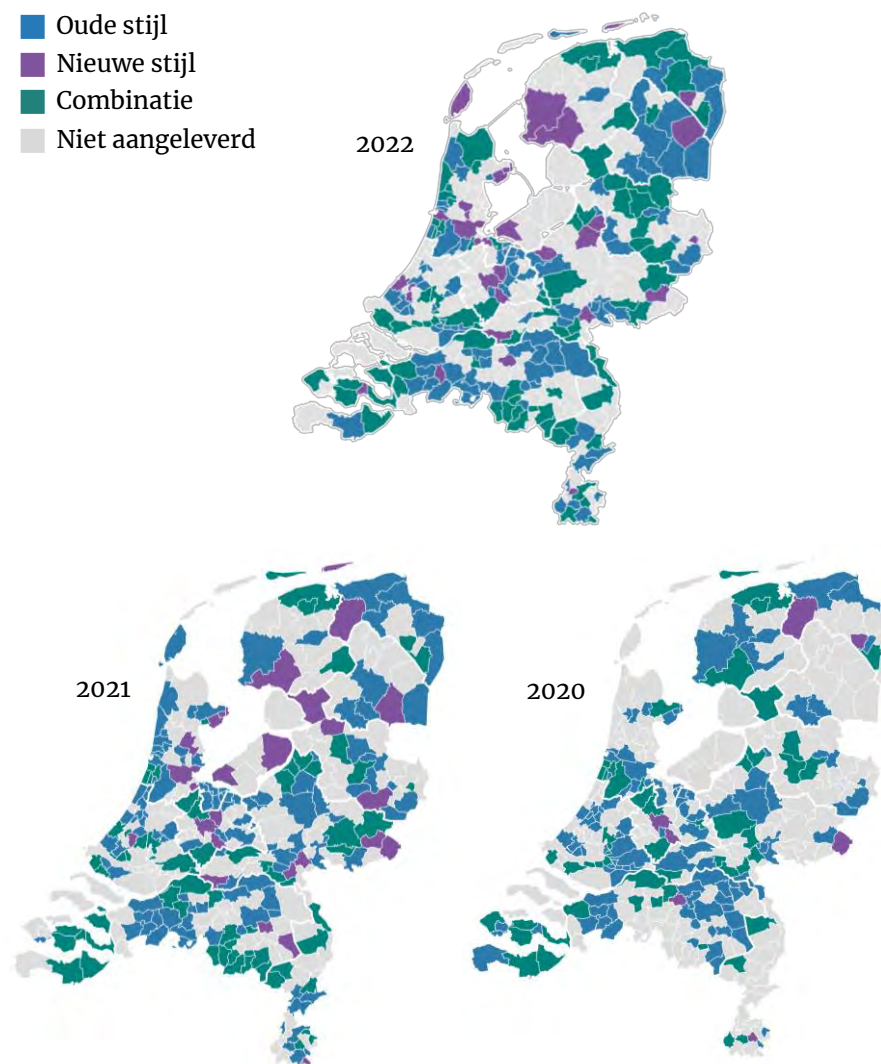 Oude stijl
Nieuwe stijl
Combinatie
Niet aangeleverd
2022
2021
2020